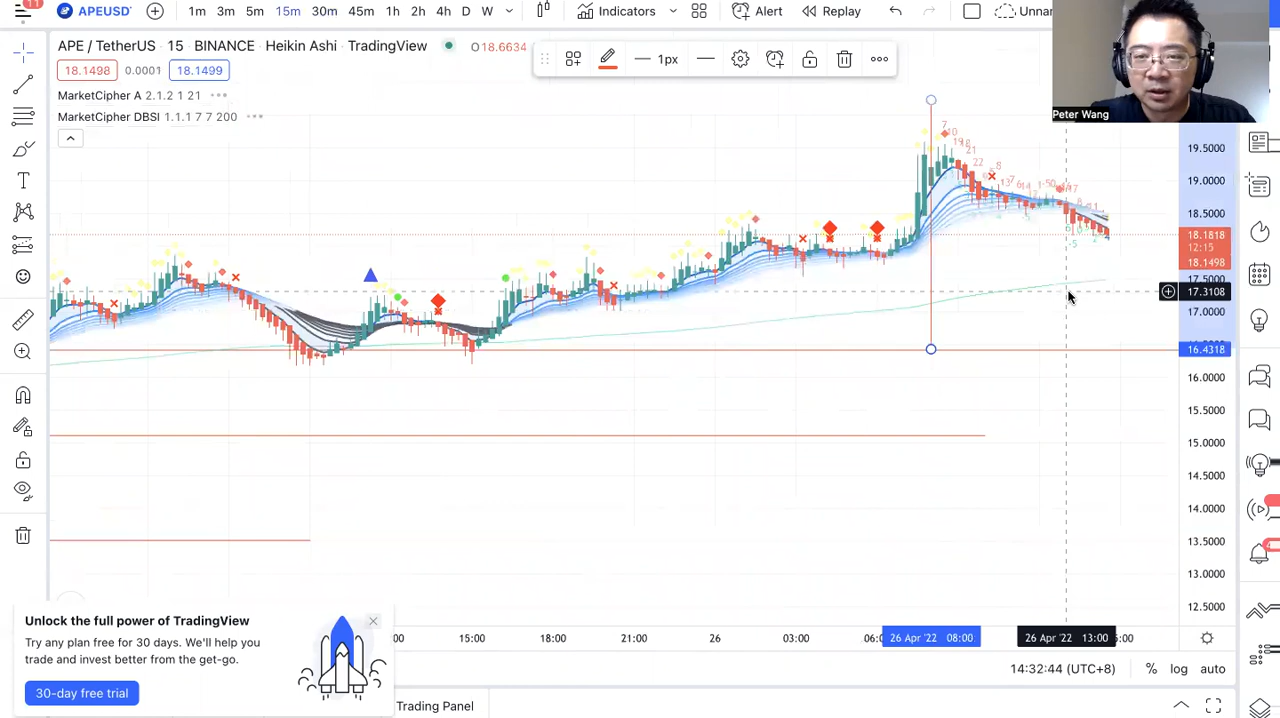 11
APEUSD
1m 3m 5m 15m 30m 45m 1h 2h 4h D W
Indicators
Alert
Replay
Unnar
APE / TetherUS · 15 · BINANCE · Heikin Ashi · TradingView
O18.6634
1px
18.1498 0.0001 18.1499
MarketCipher A 2.1.2 1 21
MarketCipher DBSI 1.1.1 7 7 200
Peter Wang
19.5000
19.0000
18.5000
18.1818
12:15
18.1498
17.5000
17.3108
17.0000
16.4318
16.0000
15.5000
15.0000
14.5000
14.0000
13.5000
13.0000
12.5000
:00 15:00 18:00 21:00 26 03:00 06:0 26 Apr '22 08:00 26 Apr '22 13:00 5:00
Unlock the full power of TradingView
Try any plan free for 30 days. We'll help you
trade and invest better from the get-go.
30-day free trial
14:32:44 (UTC+8) % log auto
Trading Panel